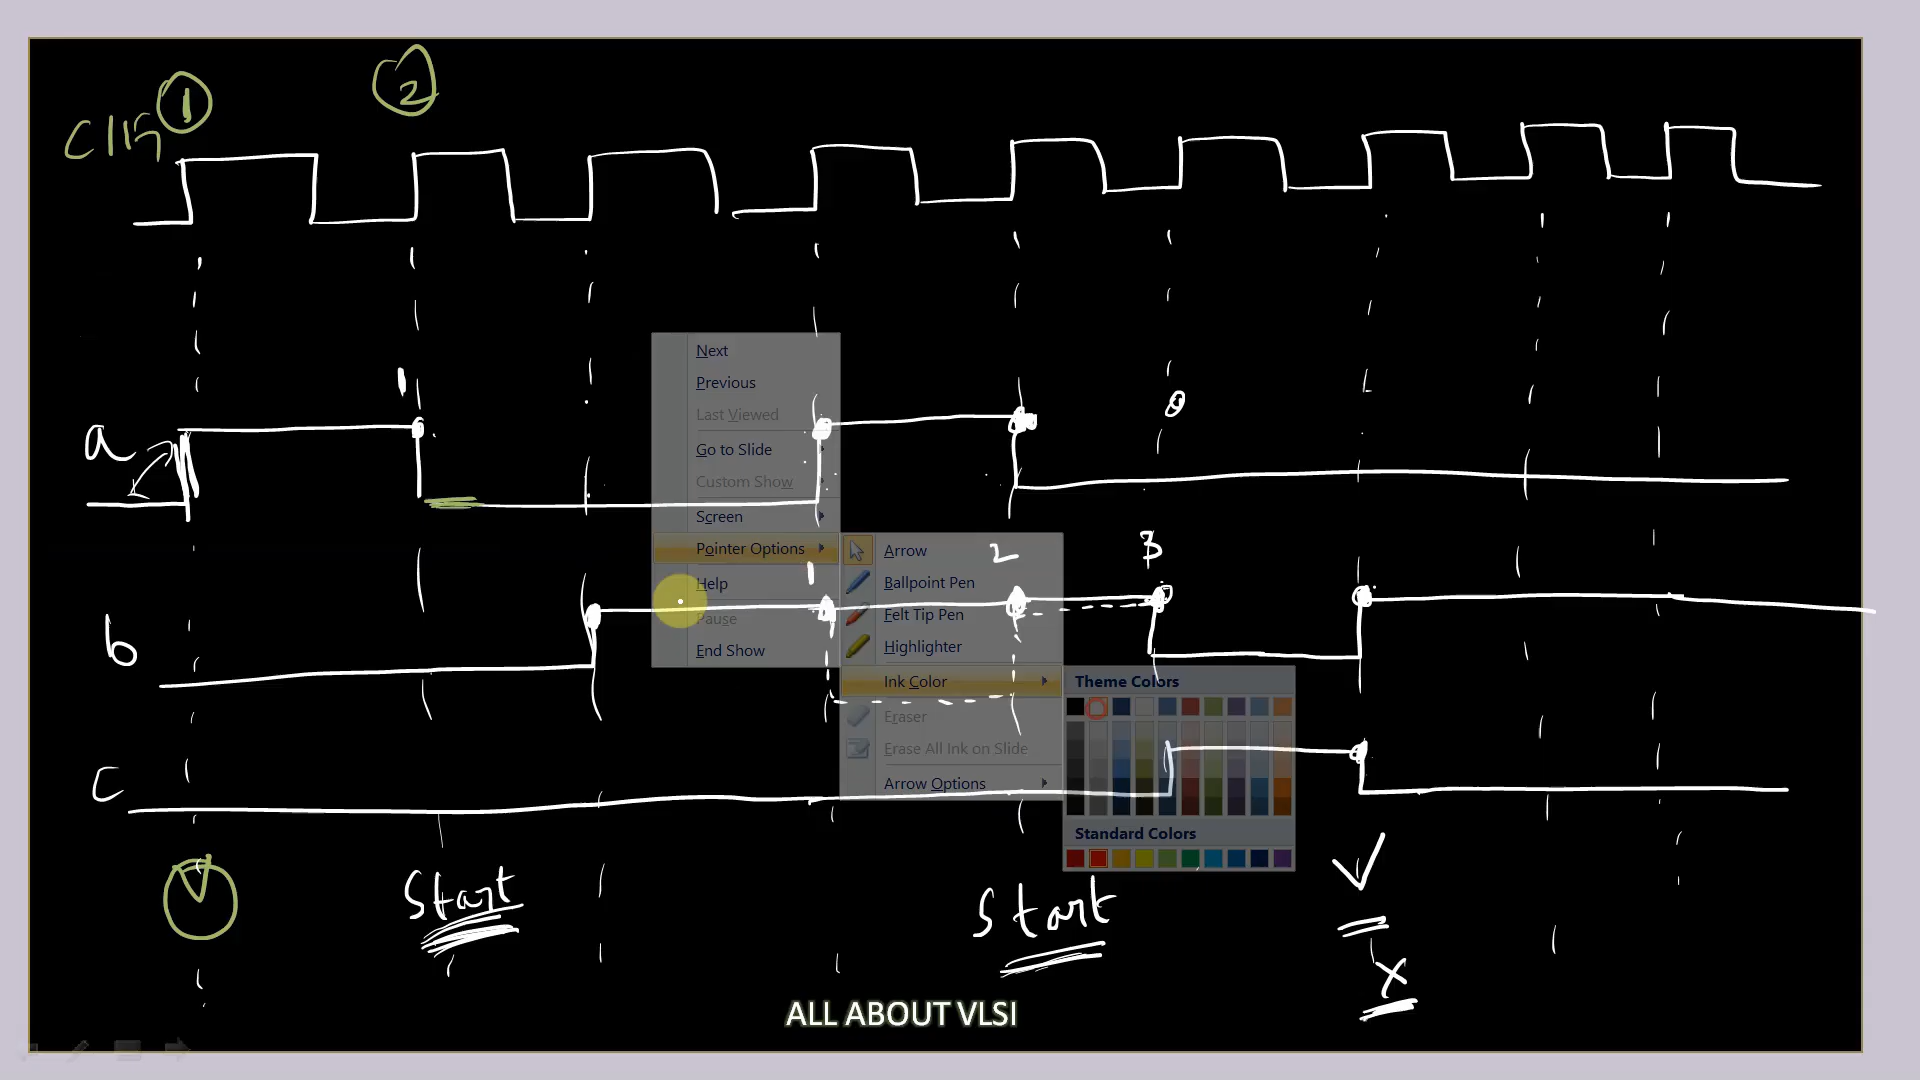 1
2
Clk
Next
Previous
Last Viewed
Go to Slide
Custom Show
Screen
Pointer Options
Help
Pause
End Show
Arrow
Ballpoint Pen
Felt Tip Pen
Highlighter
Ink Color
Eraser
Erase All Ink on Slide
Arrow Options
Theme Colors
Standard Colors
1
0
a
1
2
3
b
c
Start
Start
X
ALL ABOUT VLSI